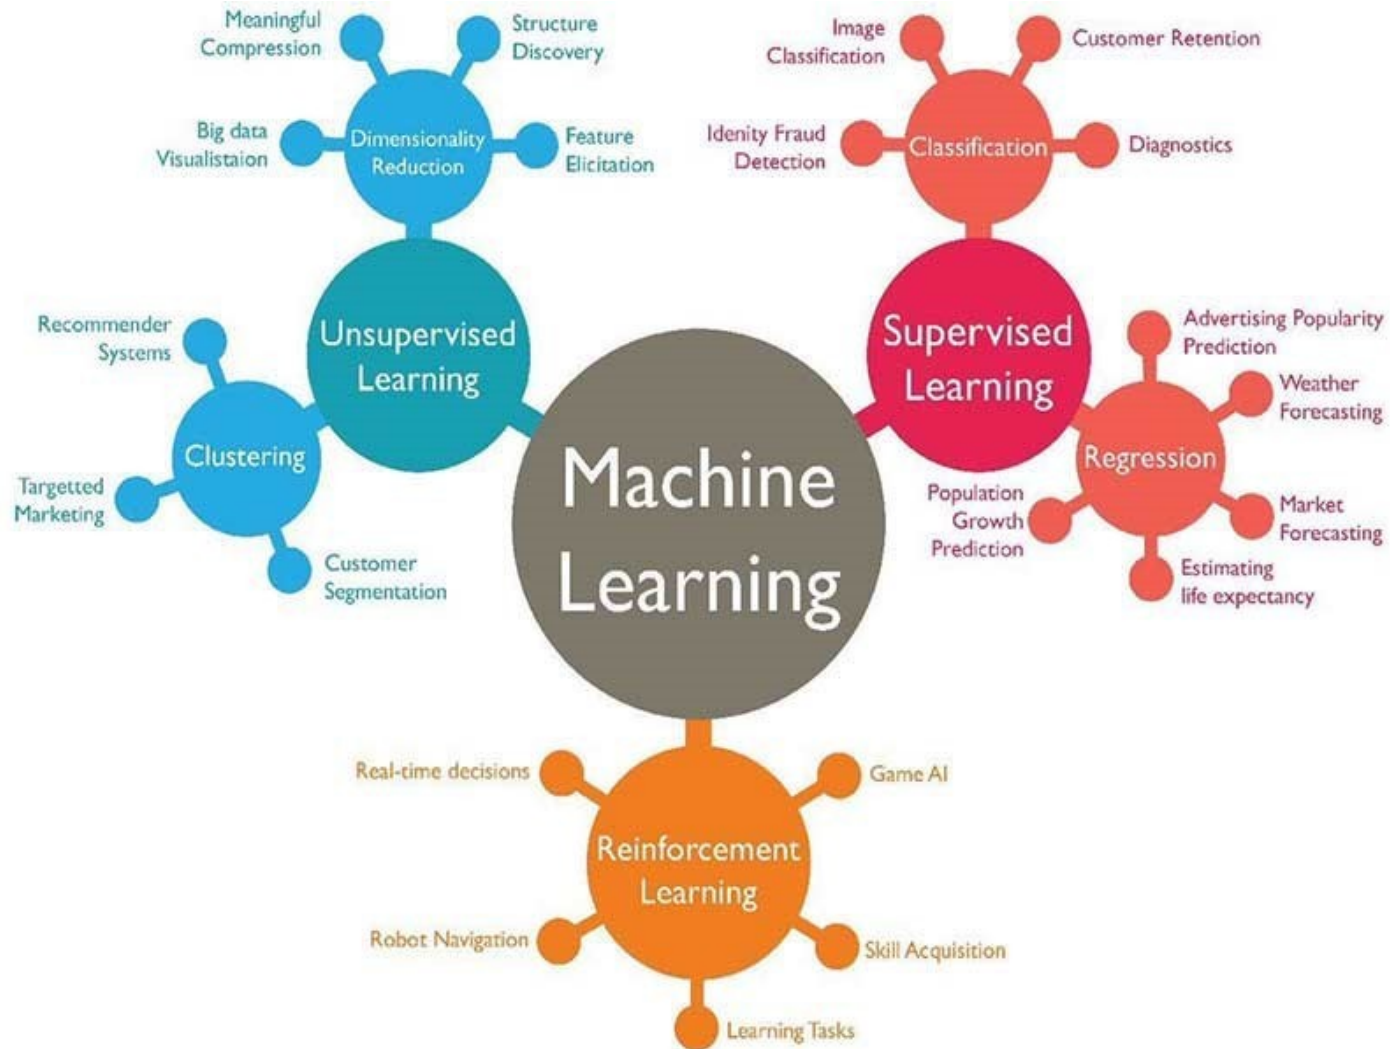 Meaningful
Compression
Structure
Discovery
Big data
Visualistaion
Dimensionality
Reduction
Feature
Elicitation
Image
Classification
Customer Retention
Idenity Fraud
Detection
Classification
Diagnostics
Unsupervised
Learning
Supervised
Learning
Recommender
Systems
Clustering
Targetted
Marketing
Customer
Segmentation
Advertising Popularity
Prediction
Weather
Forecasting
Regression
Population
Growth
Prediction
Market
Forecasting
Estimating
life expectancy
Machine
Learning
Real-time decisions
Game AI
Reinforcement
Learning
Robot Navigation
Skill Acquisition
Learning Tasks